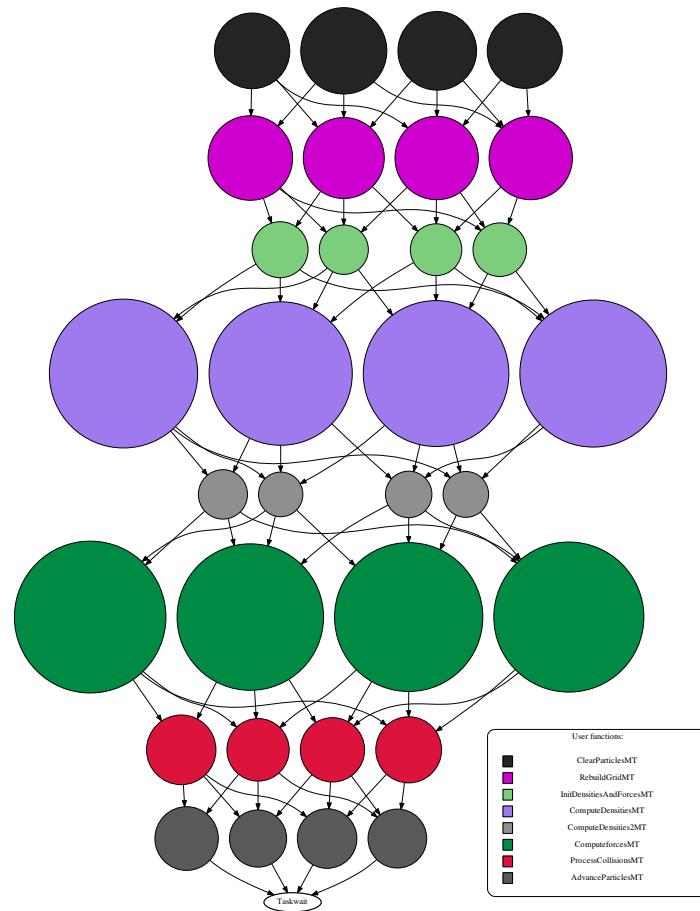 User functions:
ClearParticlesMT
RebuildGridMT
InitDensitiesAndForcesMT
ComputeDensitiesMT
ComputeDensities2MT
ComputeforcesMT
ProcessCollisionsMT
AdvanceParticlesMT
Taskwait